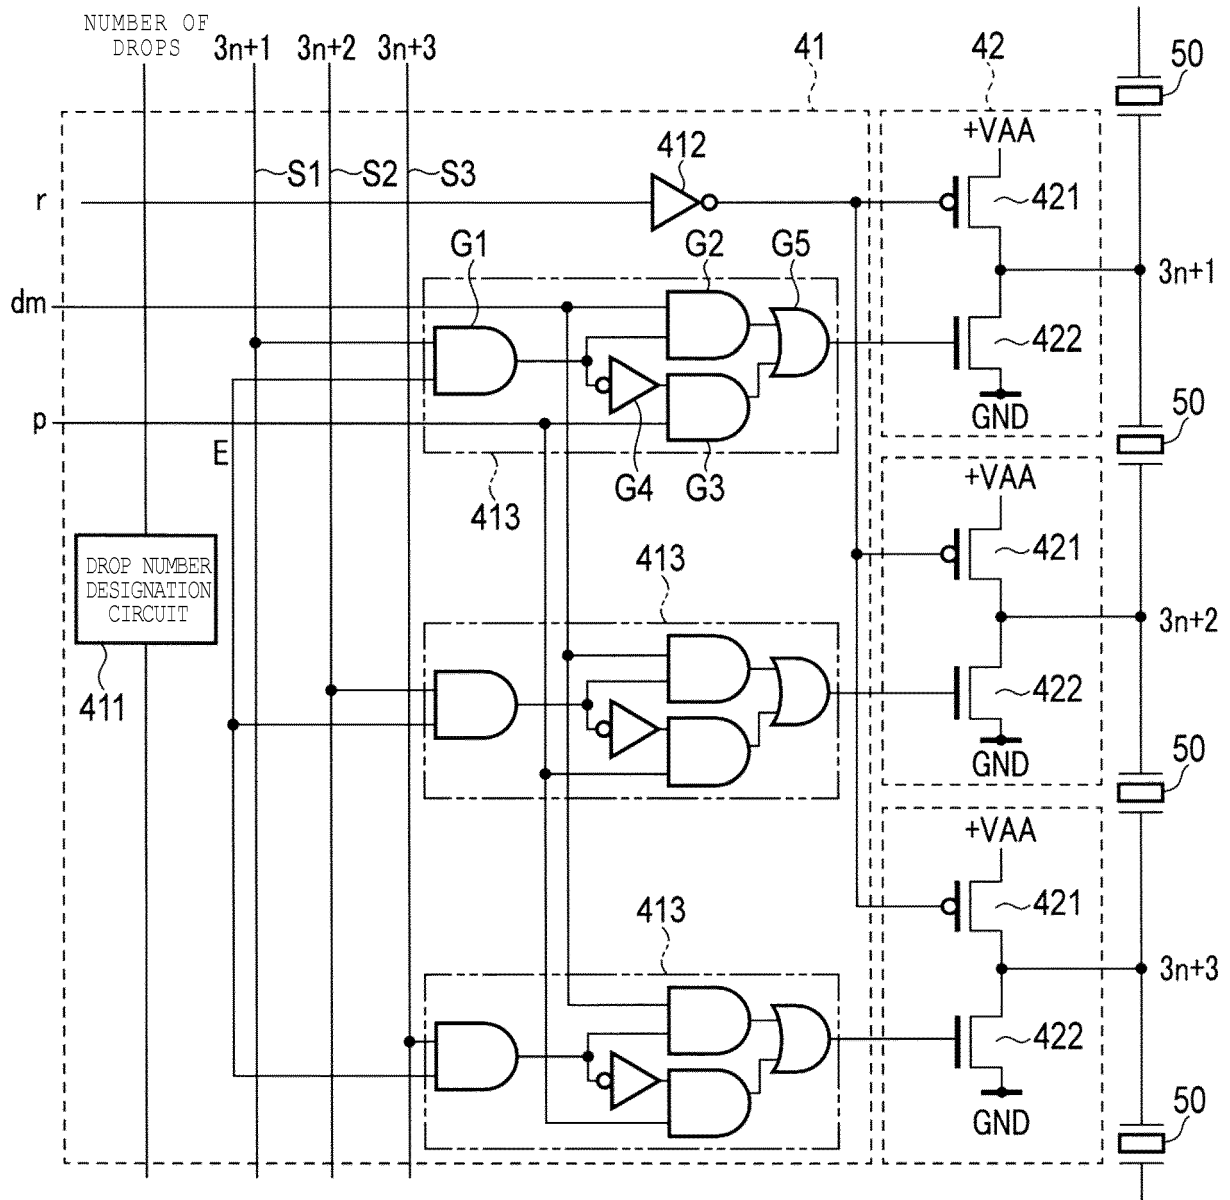 NUMBER OF
DROPS
3n+1
3n+2
3n+3
41
42
50
+VAA
412
S1
S2
S3
421
r
G1
G2
G5
3n+1
dm
422
50
GND
p
E
G4
G3
413
+VAA
421
DROP NUMBER
DESIGNATION
CIRCUIT
413
3n+2
422
411
50
GND
+VAA
413
421
3n+3
422
50
GND